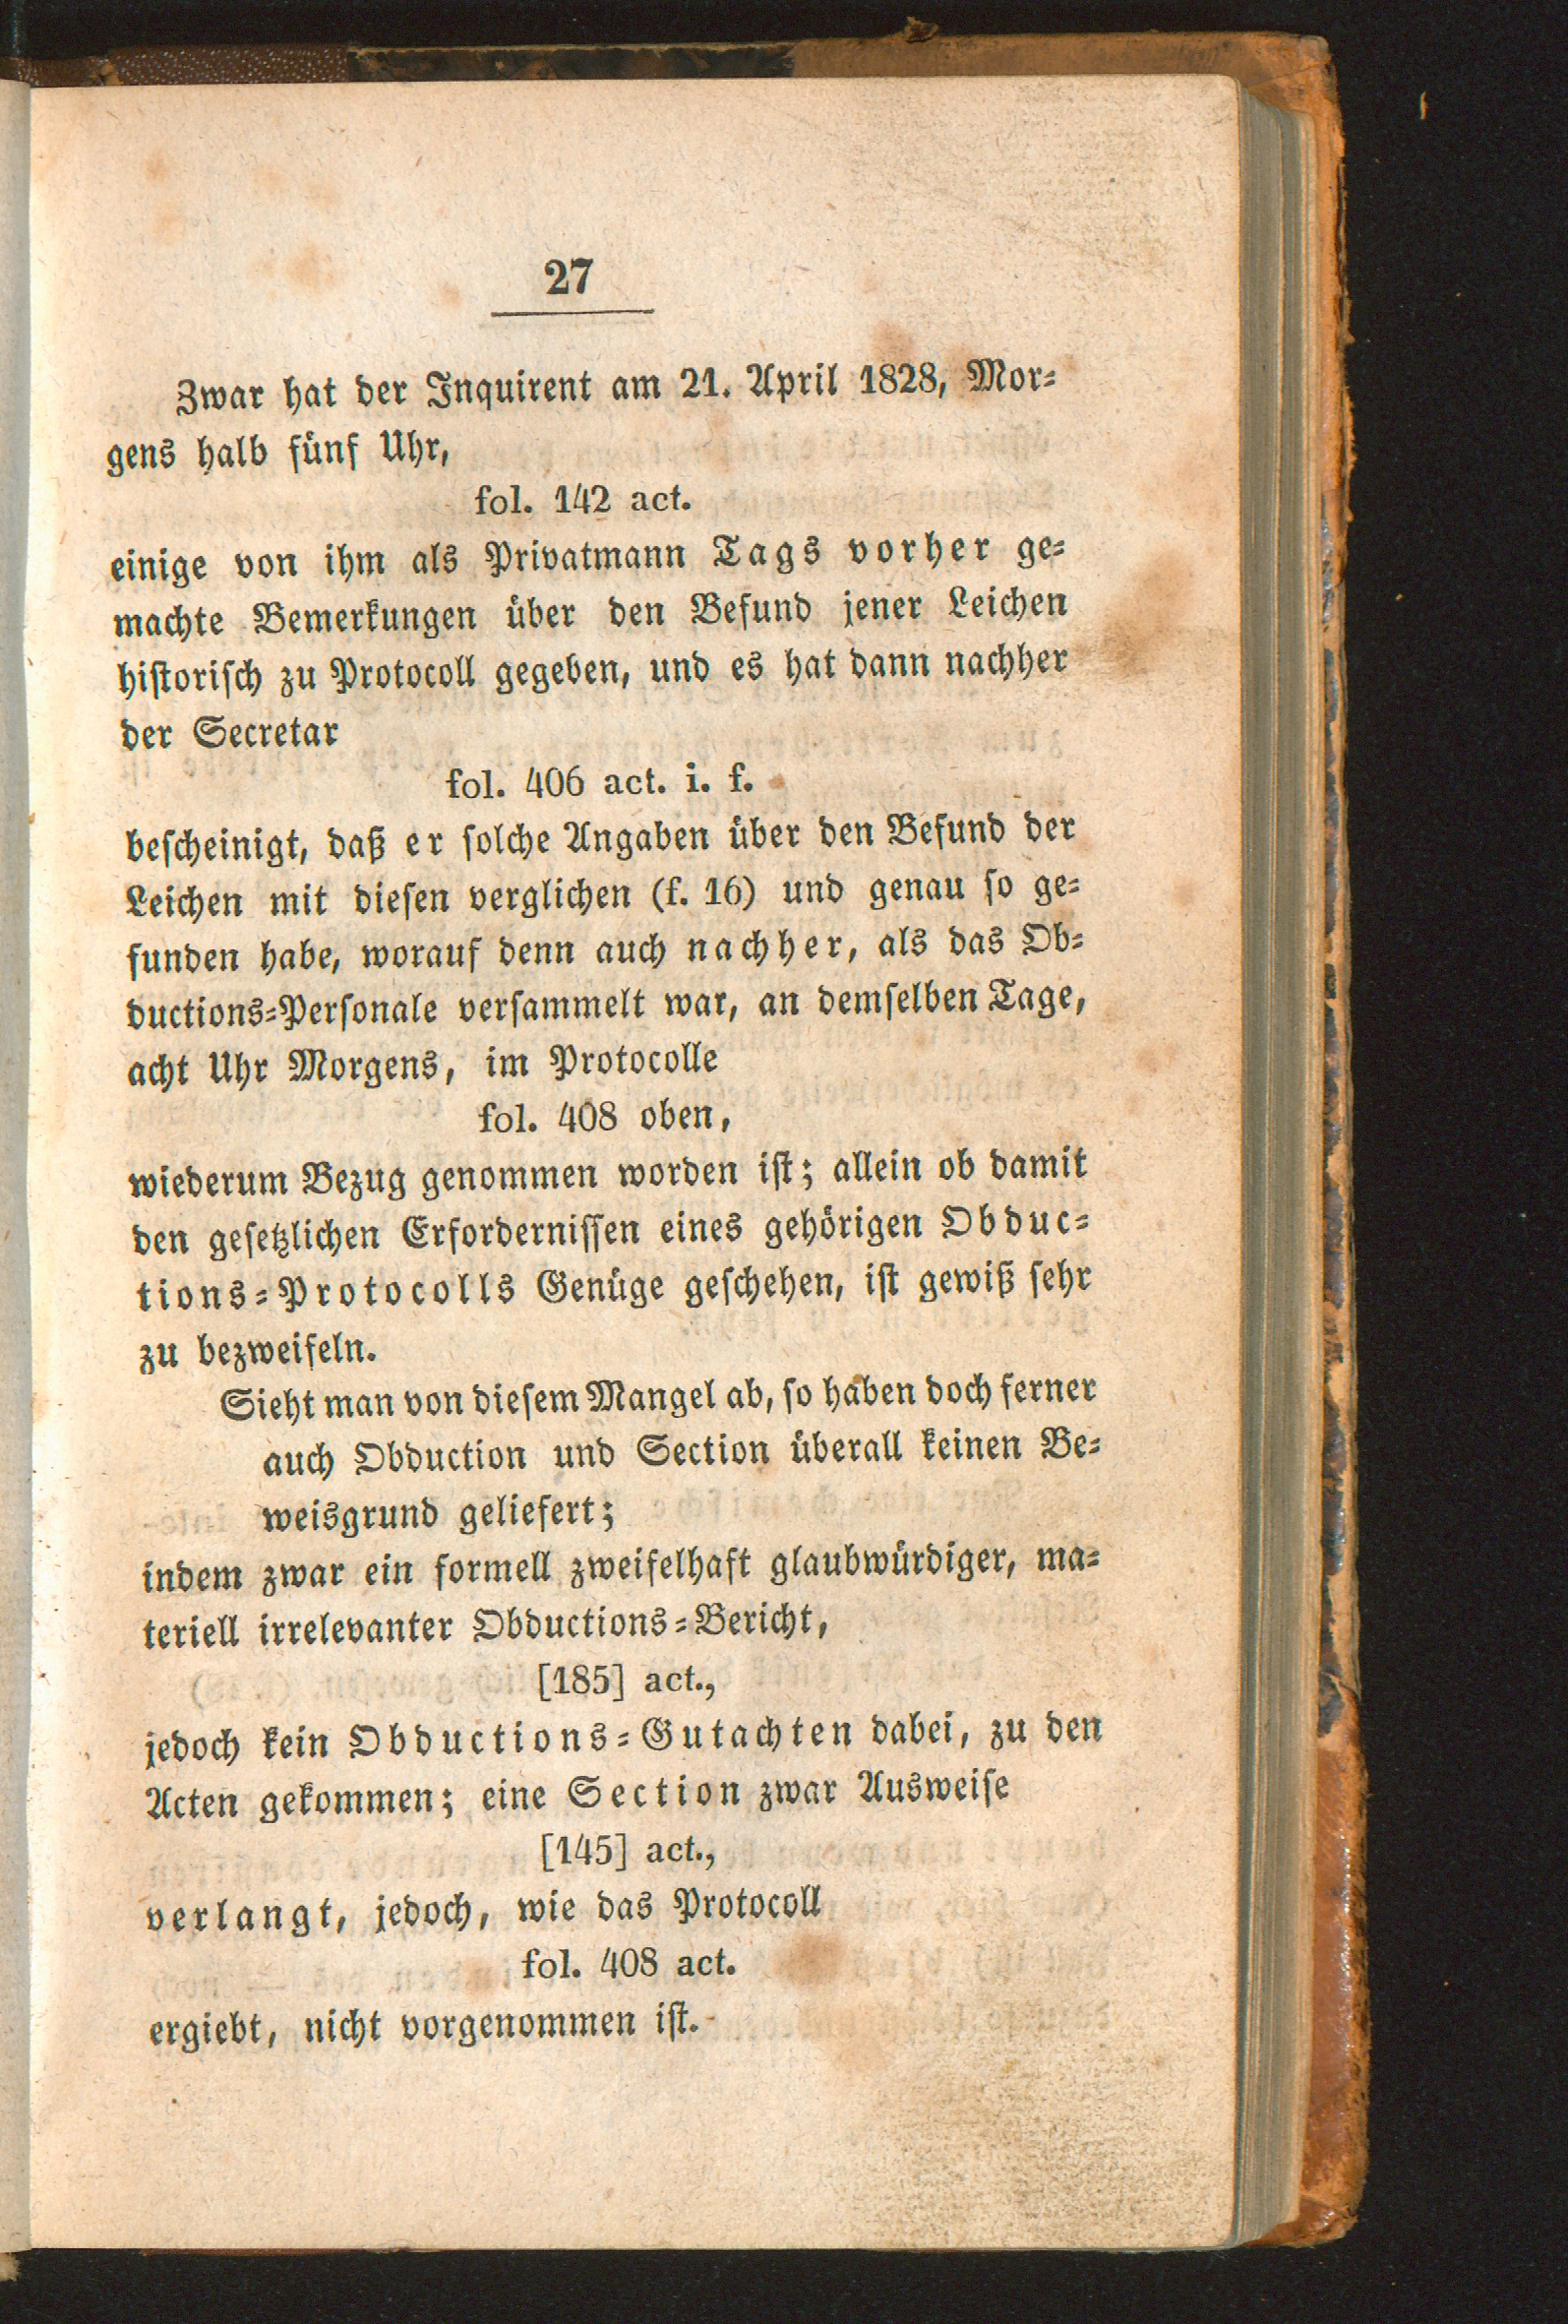 27
Zwar hat der Inquirent am 21. April 1828, Mor-
gens halb fünf Uhr,
fol. 142 act.
einige von ihm als Privatmann Tags vorher ge-
machte Bemerkungen über den Befund jener Leichen
historisch zu Protocoll gegeben, und es hat dann nachher
der Secretar
fol. 406 act. i. f.
bescheinigt, daß er solche Angaben über den Befund der
Leichen mit diesen verglichen (f. 16) und genau so ge-
funden habe, worauf denn auch nachher, als das Ob-
ductions-Personale versammelt war, an demselben Tage,
acht Uhr Morgens, im Protocolle
fol. 408 oben,
wiederum Bezug genommen worden ist; allein ob damit
den gesetzlichen Erfordernissen eines gehörigen Obduc-
tions-Protocolls Genüge geschehen, ist gewiß sehr
zu bezweifeln.
Sieht man von diesem Mangel ab, so haben doch ferner
auch Obduction und Section überall keinen Be-
weisgrund geliefert;
indem zwar ein formell zweifelhaft glaubwürdiger, ma-
teriell irrelevanter Obductions-Bericht,
[185] act.,
jedoch kein Obductions-Gutachten dabei, zu den
Acten gekommen; eine Section zwar Ausweise
[145] act.,
verlangt, jedoch, wie das Protocoll
fol. 408 act.
ergiebt, nicht vorgenommen ist.